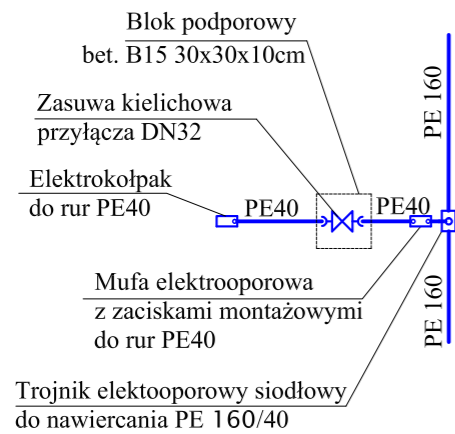 Blok podporowy
bet. B15 30x30x10cm
PE 160
Zasuwa kielichowa
przyłącza DN32
Elektrokołpak
do rur PE40
PE40
PE40
Mufa elektrooporowa
z zaciskami montażowymi
do rur PE40
PE 160
Trojnik elektooporowy siodłowy
do nawiercania PE 160/40